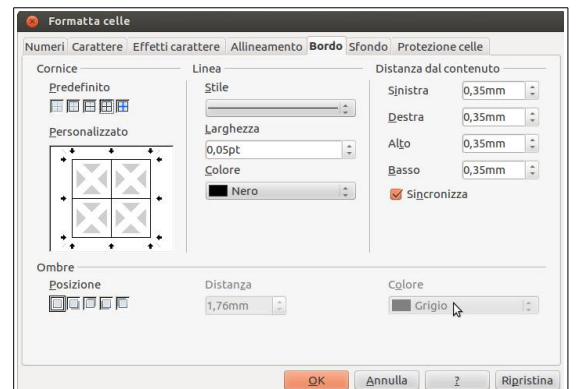 Formatta celle
Numeri Carattere Effetti carattere Allineamento Bordo Sfondo Protezione celle
Cornice Linea Distanza dal contenuto
Predefinito Stile Sinistra 0,35mm
Destra 0,35mm
Personalizzato Larghezza
0,05pt Alto 0,35mm
Colore Basso 0,35mm
Nero Sincronizza
Ombre
Posizione Distanza Colore
1,76mm Grigio
OK Annulla ? Ripristina